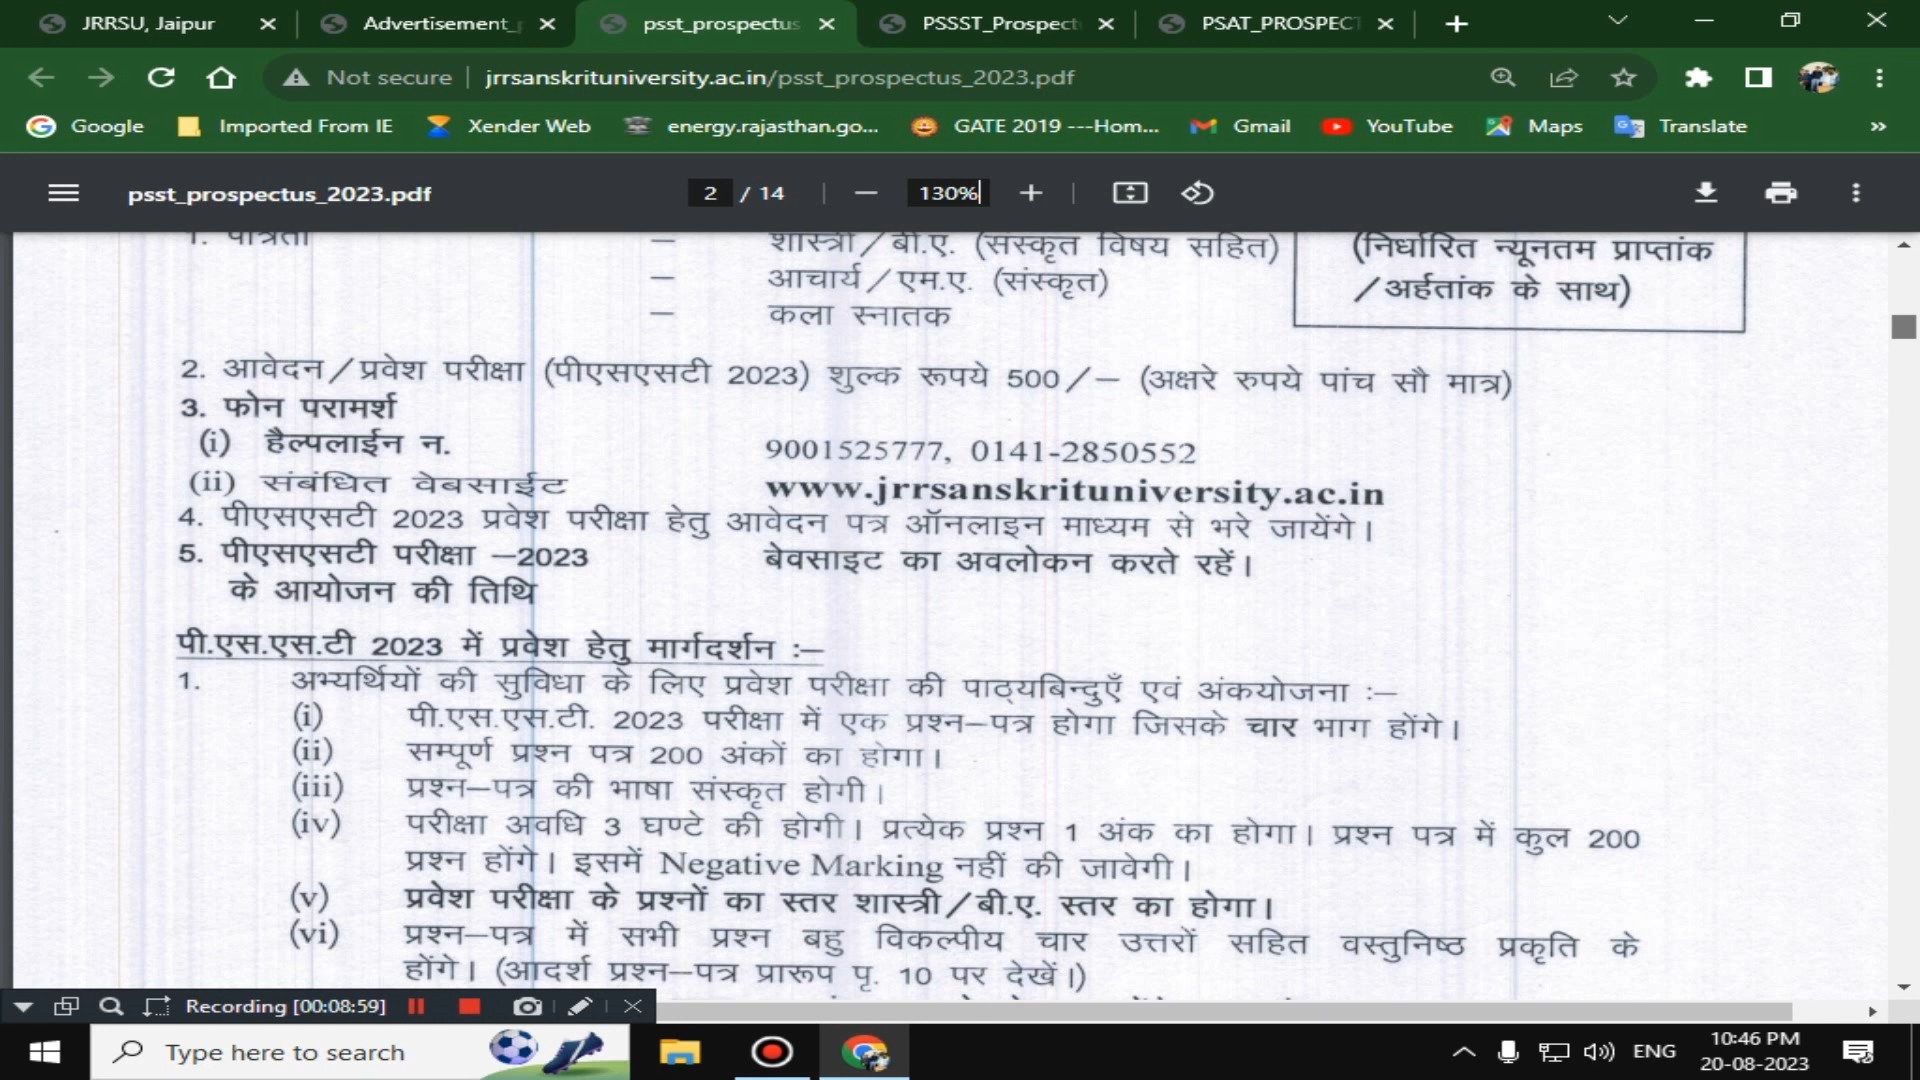 JRRSU, Jaipur
Advertisement_
psst_prospectus
PSSST_Prospect
PSAT_PROSPECT
Not secure
jrrsanskrituniversity.ac.in/psst_prospectus_2023.pdf
Google
Imported From IE
Xender Web
energy.rajasthan.go...
GATE 2019 ---Hom...
Gmail
YouTube
Maps
Translate
»
psst_prospectus_2023.pdf
2 / 14
130%
1. पात्रता – शास्त्री/बी.ए. (संस्कृत विषय सहित) (निर्धारित न्यूनतम प्राप्तांक
– आचार्य/एम.ए. (संस्कृत) /अर्हतांक के साथ)
– कला स्नातक
2. आवेदन/प्रवेश परीक्षा (पीएसएसटी 2023) शुल्क रूपये 500/– (अक्षरे रुपये पांच सौ मात्र)
3. फोन परामर्श
(i) हैल्पलाईन न. 9001525777, 0141-2850552
(ii) संबंधित वेबसाईट www.jrrsanskrituniversity.ac.in
4. पीएसएसटी 2023 प्रवेश परीक्षा हेतु आवेदन पत्र ऑनलाइन माध्यम से भरे जायेंगे।
5. पीएसएसटी परीक्षा –2023 बेवसाइट का अवलोकन करते रहें।
के आयोजन की तिथि
पी.एस.एस.टी 2023 में प्रवेश हेतु मार्गदर्शन :–
1. अभ्यर्थियों की सुविधा के लिए प्रवेश परीक्षा की पाठ्यबिन्दुएँ एवं अंकयोजना :–
(i) पी.एस.एस.टी. 2023 परीक्षा में एक प्रश्न–पत्र होगा जिसके चार भाग होंगे।
(ii) सम्पूर्ण प्रश्न पत्र 200 अंकों का होगा।
(iii) प्रश्न–पत्र की भाषा संस्कृत होगी।
(iv) परीक्षा अवधि 3 घण्टे की होगी। प्रत्येक प्रश्न 1 अंक का होगा। प्रश्न पत्र में कुल 200
प्रश्न होंगे। इसमें Negative Marking नहीं की जावेगी।
(v) प्रवेश परीक्षा के प्रश्नों का स्तर शास्त्री/बी.ए. स्तर का होगा।
(vi) प्रश्न–पत्र में सभी प्रश्न बहु विकल्पीय चार उत्तरों सहित वस्तुनिष्ठ प्रकृति के
होंगे। (आदर्श प्रश्न–पत्र प्रारूप पृ. 10 पर देखें।)
Recording [00:08:59]
Type here to search
ENG
10:46 PM
20-08-2023